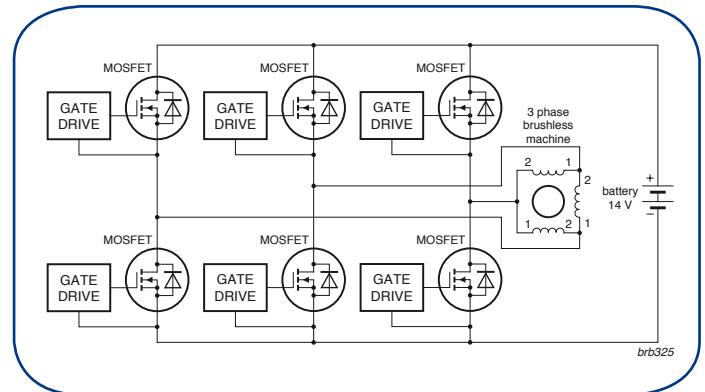 MOSFET
MOSFET
MOSFET
GATE
DRIVE
GATE
DRIVE
GATE
DRIVE
3 phase
brushless
machine
2 1
2
1
1 2
+
battery
14 V
–
MOSFET
MOSFET
MOSFET
GATE
DRIVE
GATE
DRIVE
GATE
DRIVE
brb325